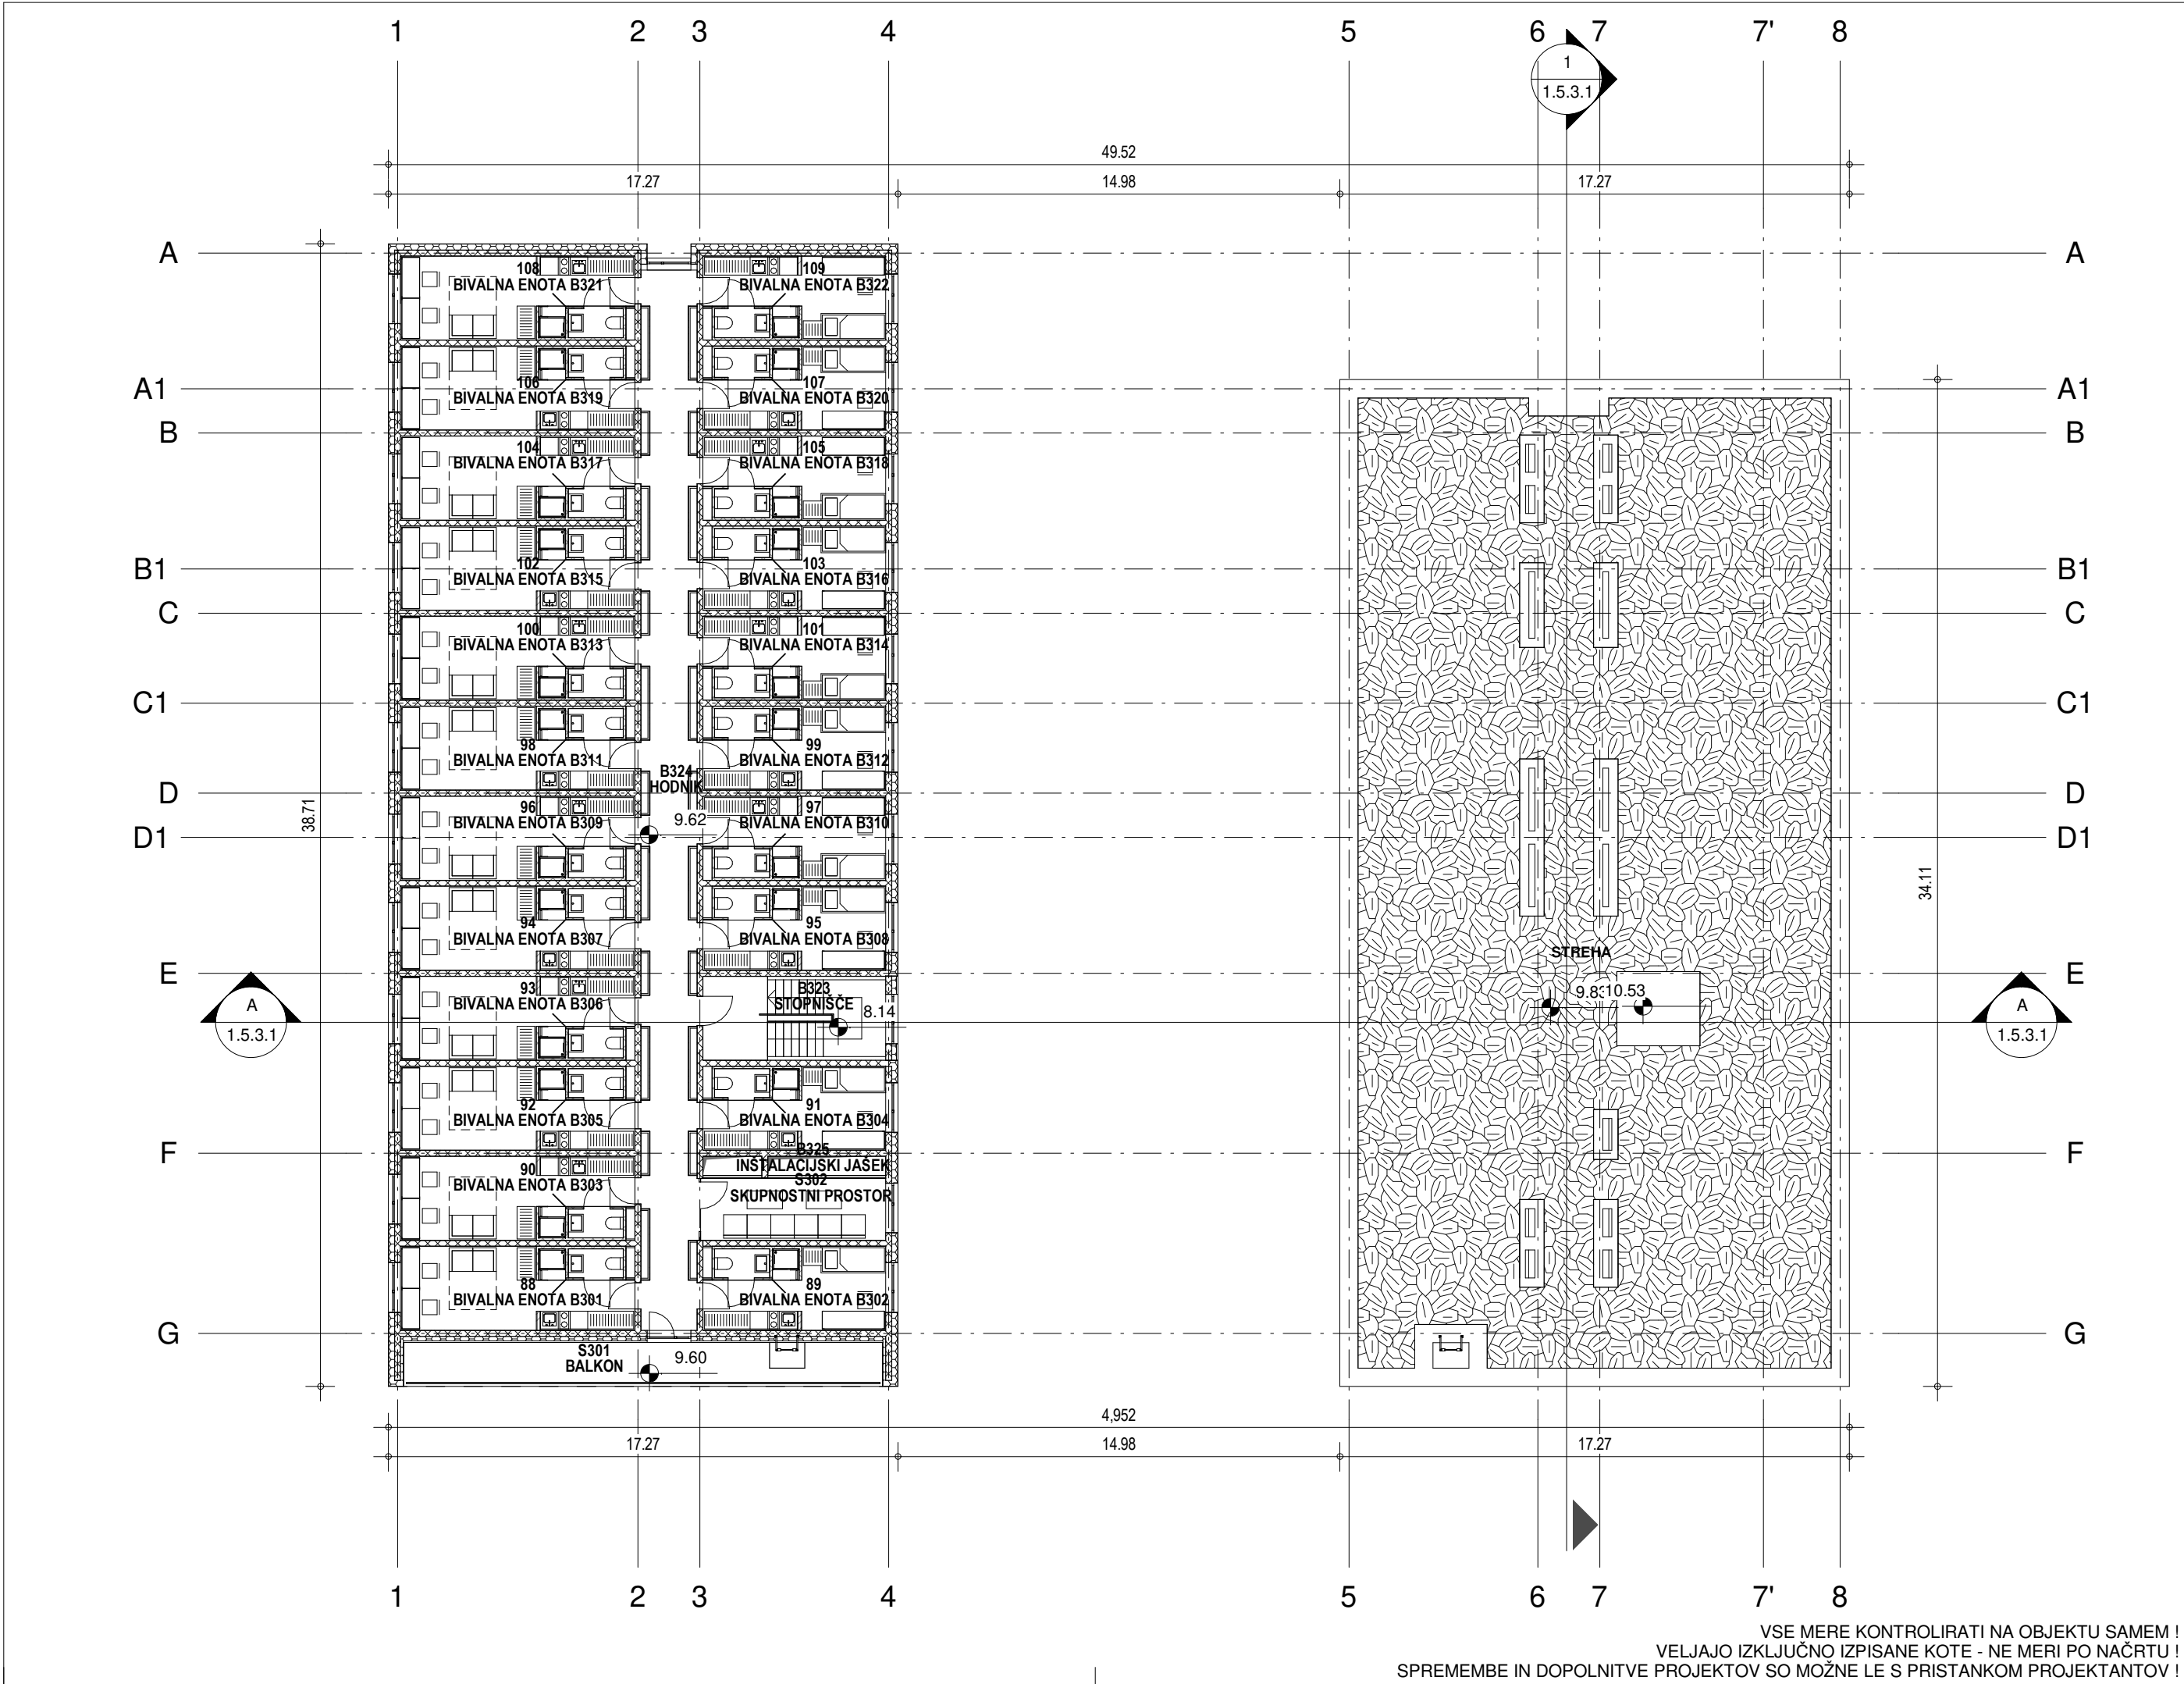 1 2 3 4 5 6 7 7' 8
1
1.5.3.1
49.52
17.27 14.98 17.27
A A
108 109
BIVALNA ENOTA B321 BIVALNA ENOTA B322
106 107
A1 BIVALNA ENOTA B319 BIVALNA ENOTA B320 A1
B B
104 105
BIVALNA ENOTA B317 BIVALNA ENOTA B318
102 103
B1 BIVALNA ENOTA B315 BIVALNA ENOTA B316 B1
C C
100 101
BIVALNA ENOTA B313 BIVALNA ENOTA B314
C1 C1
98 99
BIVALNA ENOTA B311 BIVALNA ENOTA B312
B324
HODNIK
D D
96 97
38.71 BIVALNA ENOTA B309 9.62 BIVALNA ENOTA B310
D1 D1
34.11
94 95
BIVALNA ENOTA B307 BIVALNA ENOTA B308
STREHA
E E
93 B323
BIVALNA ENOTA B306 STOPNIŠČE
8.14
9.83 10.53
A A
1.5.3.1 1.5.3.1
92 91
BIVALNA ENOTA B305 BIVALNA ENOTA B304
F F
B325
90 INSTALACIJSKI JAŠEK
BIVALNA ENOTA B303 S302
SKUPNOSTNI PROSTOR
88 89
BIVALNA ENOTA B301 BIVALNA ENOTA B302
G G
S301
BALKON 9.60
4,952
17.27 14.98 17.27
1 2 3 4 5 6 7 7' 8
VSE MERE KONTROLIRATI NA OBJEKTU SAMEM !
VELJAJO IZKLJUČNO IZPISANE KOTE - NE MERI PO NAČRTU !
SPREMEMBE IN DOPOLNITVE PROJEKTOV SO MOŽNE LE S PRISTANKOM PROJEKTANTOV !